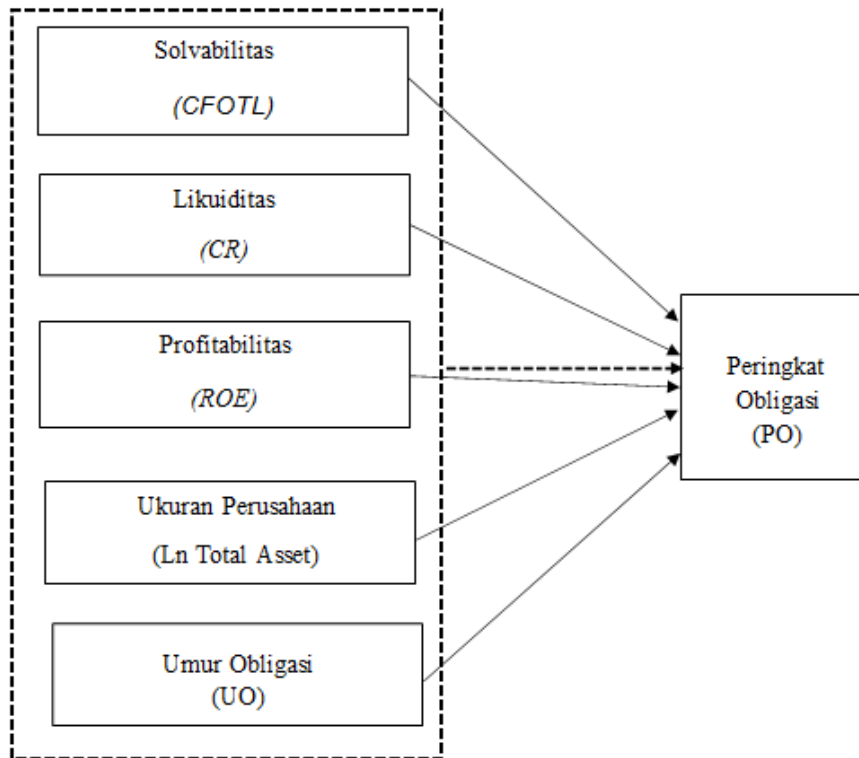 Solvabilitas
(CFOTL)
Likuiditas
(CR)
Profitabilitas
(ROE)
Ukuran Perusahaan
(Ln Total Asset)
Umur Obligasi
(UO)
Peringkat
Obligasi
(PO)